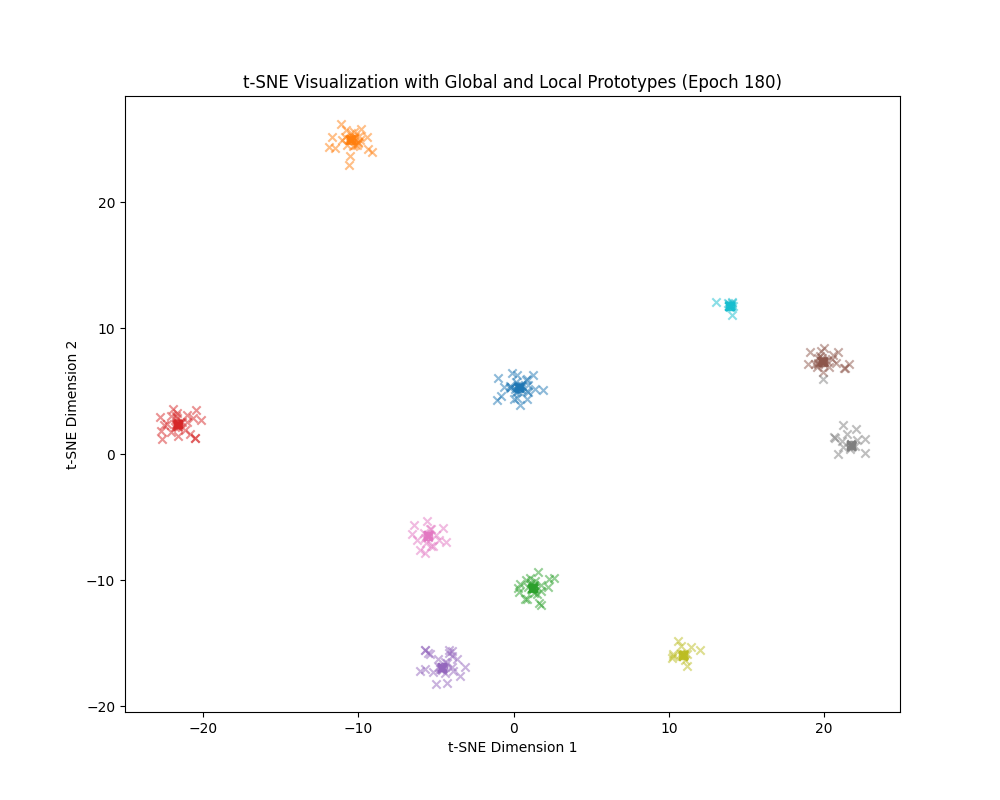 t-SNE Visualization with Global and Local Prototypes (Epoch 180)
t-SNE Dimension 2
20
10
0
−10
−20
−20 −10 0 10 20
t-SNE Dimension 1